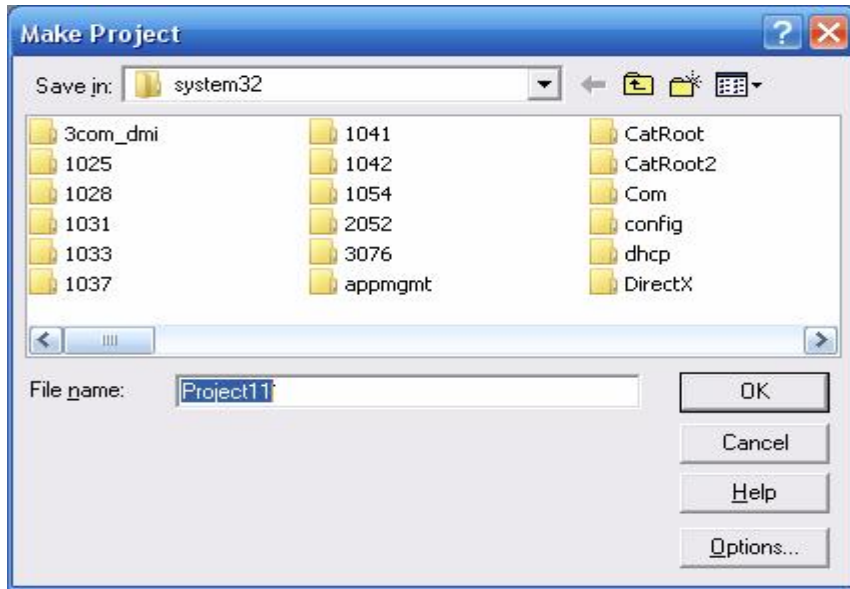 Make Project
Save in: system32
3com_dmi
1025
1028
1031
1033
1037
1041
1042
1054
2052
3076
appmgmt
CatRoot
CatRoot2
Com
config
dhcp
DirectX
File name: Project11
OK
Cancel
Help
Options...